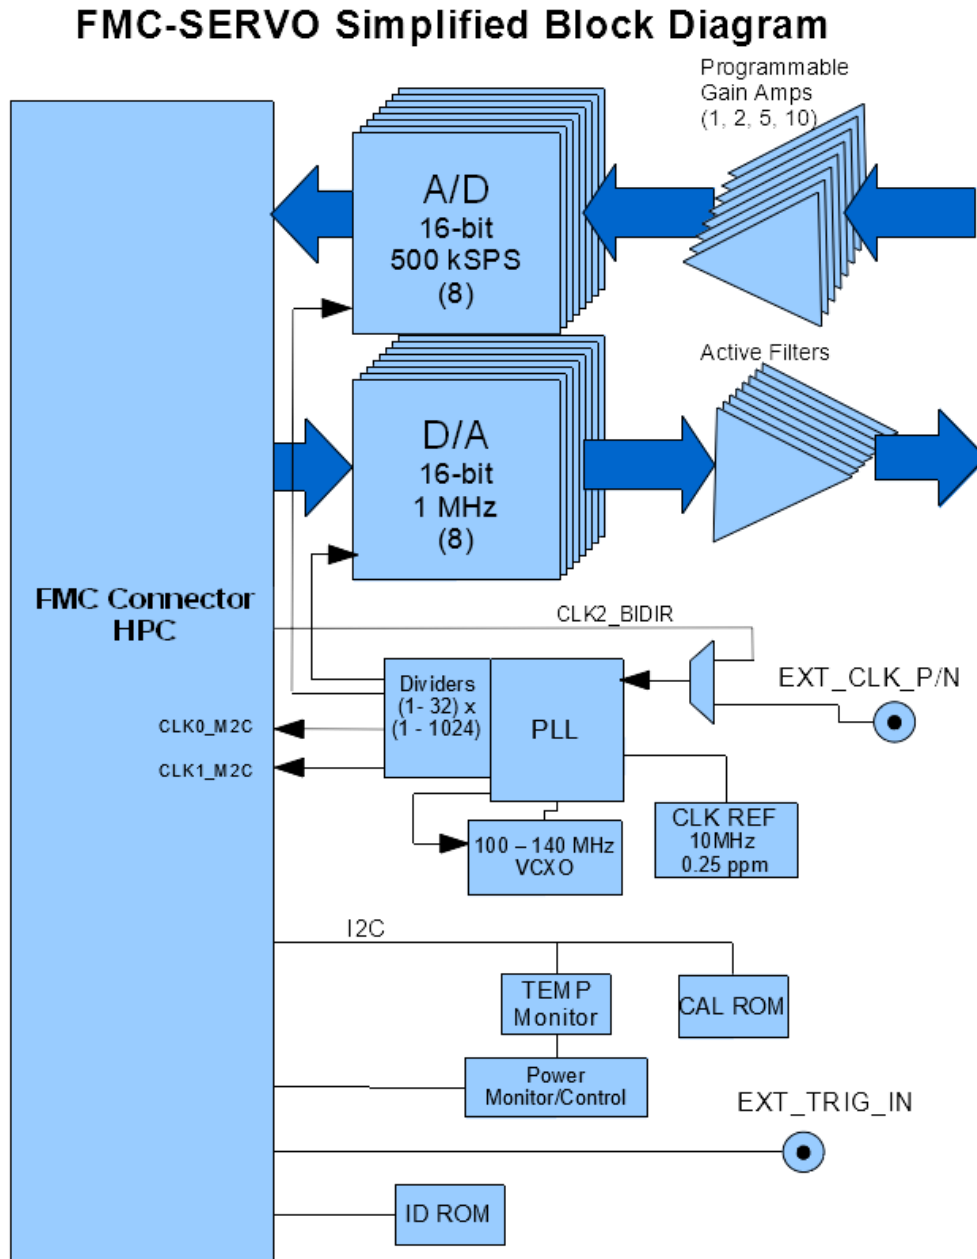 FMC-SERVO Simplified Block Diagram
Programmable
Gain Amps
(1, 2, 5, 10)
A/D
16-bit
500 kSPS
(8)
Active Filters
D/A
16-bit
1 MHz
(8)
FMC Connector
HPC
CLK2_BIDIR
EXT_CLK_P/N
Dividers
(1- 32) x
(1 - 1024)
PLL
CLK0_M2C
CLK1_M2C
100 – 140 MHz
VCXO
CLK REF
10MHz
0.25 ppm
I2C
TEMP
Monitor
CAL ROM
Power
Monitor/Control
EXT_TRIG_IN
ID ROM